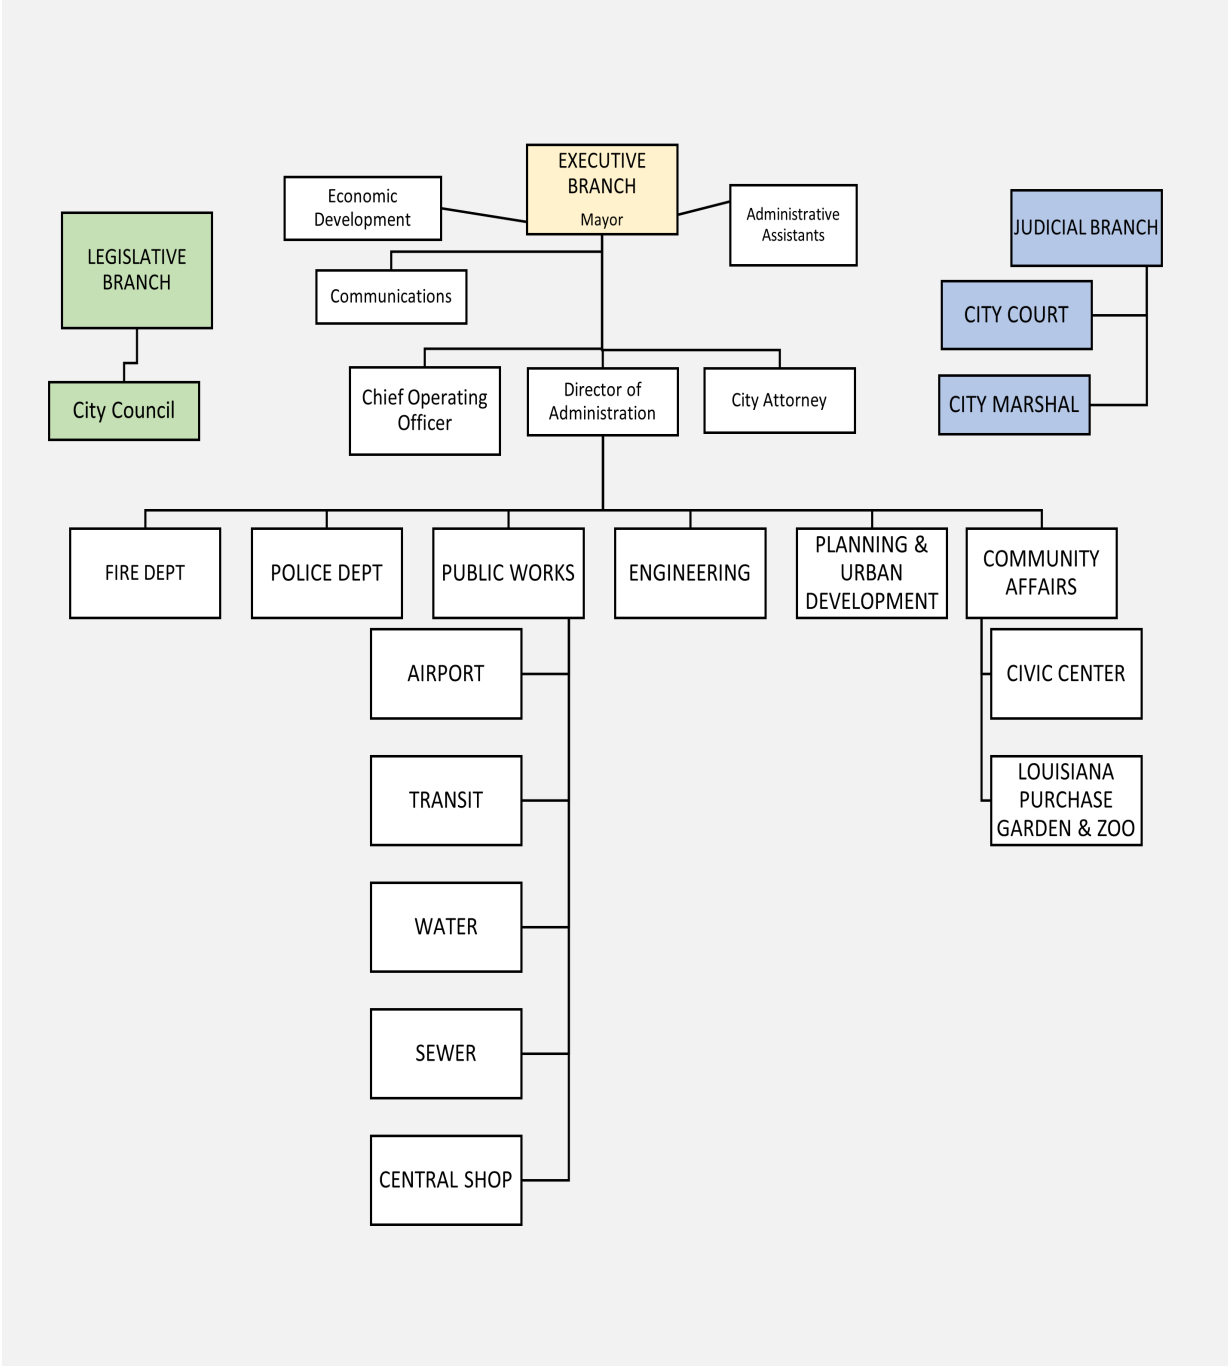 EXECUTIVE
BRANCH
Mayor
Economic
Development
Administrative
Assistants
Communications
LEGISLATIVE
BRANCH
City Council
JUDICIAL BRANCH
CITY COURT
CITY MARSHAL
Chief Operating
Officer
Director of
Administration
City Attorney
FIRE DEPT
POLICE DEPT
PUBLIC WORKS
ENGINEERING
PLANNING &
URBAN
DEVELOPMENT
COMMUNITY
AFFAIRS
AIRPORT
TRANSIT
WATER
SEWER
CENTRAL SHOP
CIVIC CENTER
LOUISIANA
PURCHASE
GARDEN & ZOO